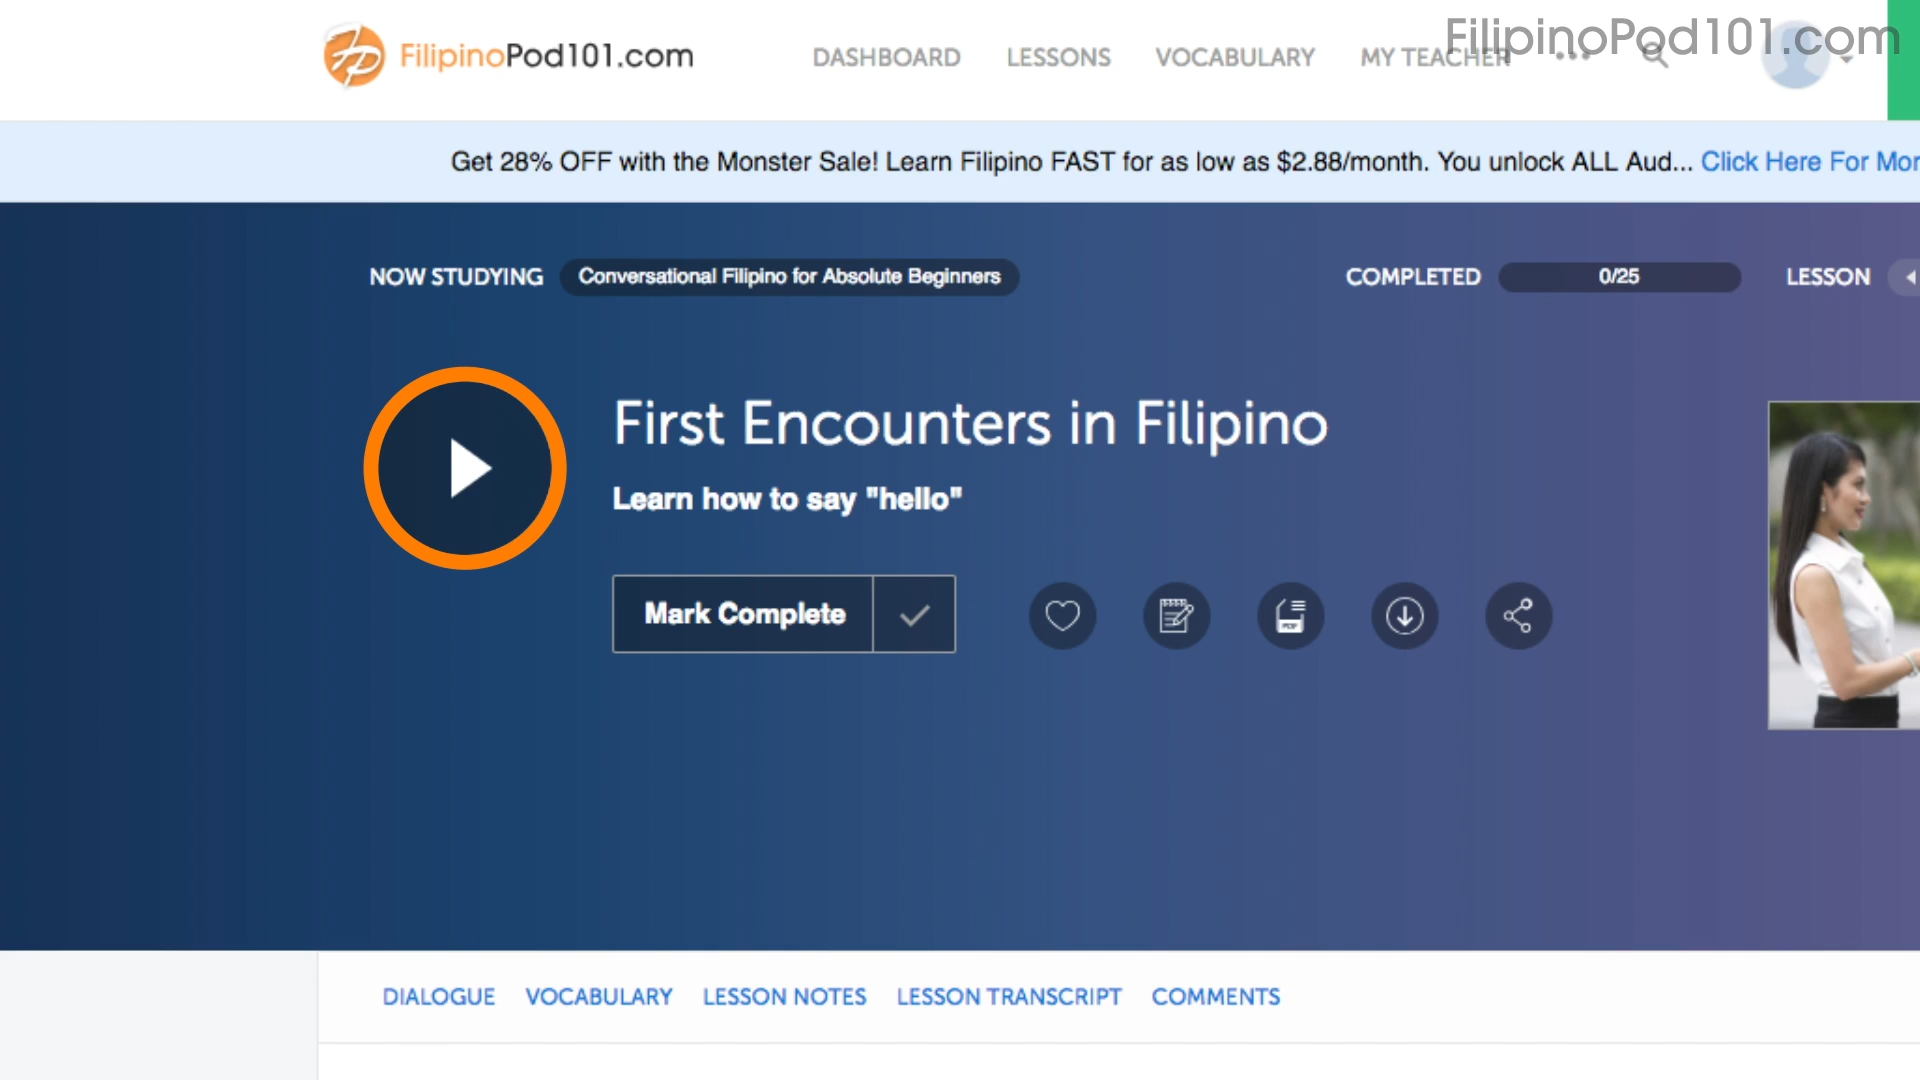 FilipinoPod101.com
FilipinoPod101.com DASHBOARD LESSONS VOCABULARY MY TEACHER
Get 28% OFF with the Monster Sale! Learn Filipino FAST for as low as $2.88/month. You unlock ALL Aud... Click Here For Mor
NOW STUDYING Conversational Filipino for Absolute Beginners COMPLETED 0/25 LESSON
First Encounters in Filipino
Learn how to say "hello"
Mark Complete
PDF
DIALOGUE VOCABULARY LESSON NOTES LESSON TRANSCRIPT COMMENTS